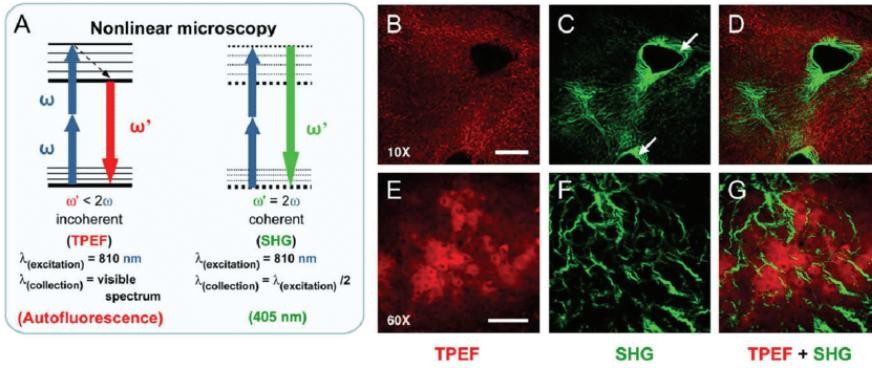 A
Nonlinear microscopy
ω
ω
ω'
ω'
ω' < 2ω
incoherent
(TPEF)
λ(excitation) = 810 nm
λ(collection) = visible
spectrum
(Autofluorescence)
ω' = 2ω
coherent
(SHG)
λ(excitation) = 810 nm
λ(collection) = λ(excitation) /2
(405 nm)
B
10X
C
D
E
60X
F
G
TPEF
SHG
TPEF + SHG